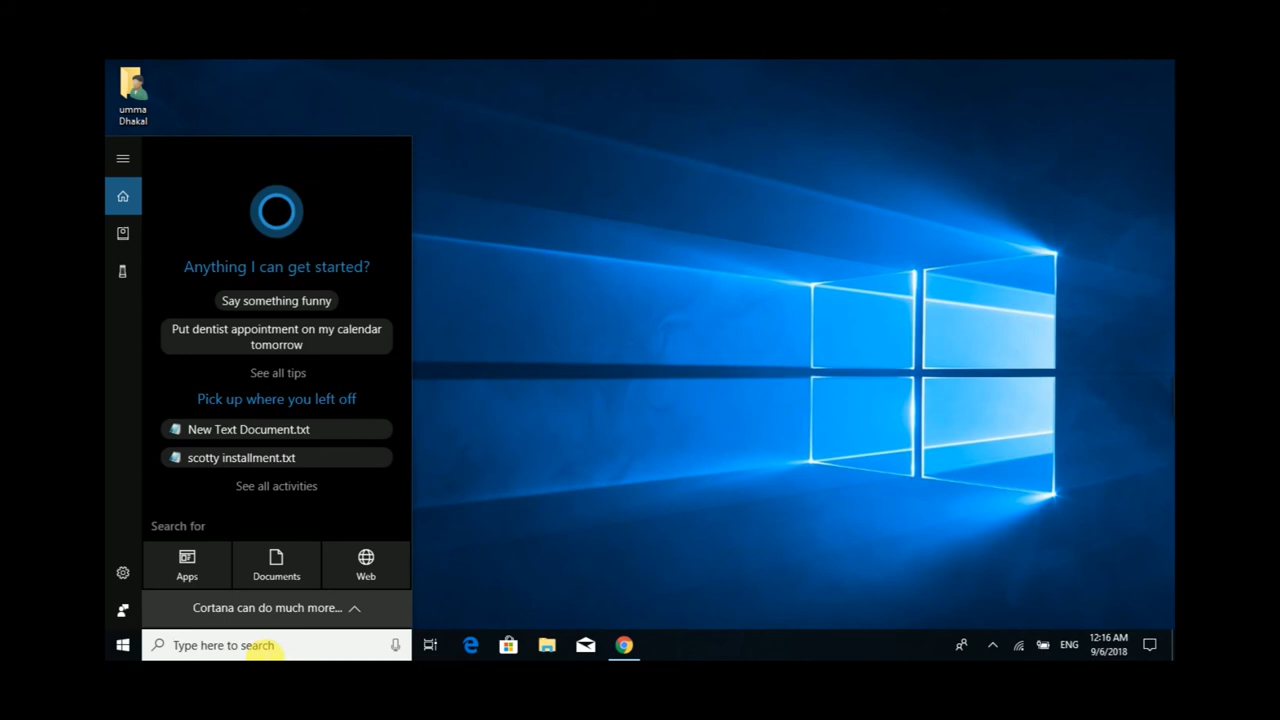 umma
Dhakal
Anything I can get started?
Say something funny
Put dentist appointment on my calendar
tomorrow
See all tips
Pick up where you left off
New Text Document.txt
scotty installment.txt
See all activities
Search for
Apps
Documents
Web
Cortana can do much more...
Type here to search
ENG
12:16 AM
9/6/2018